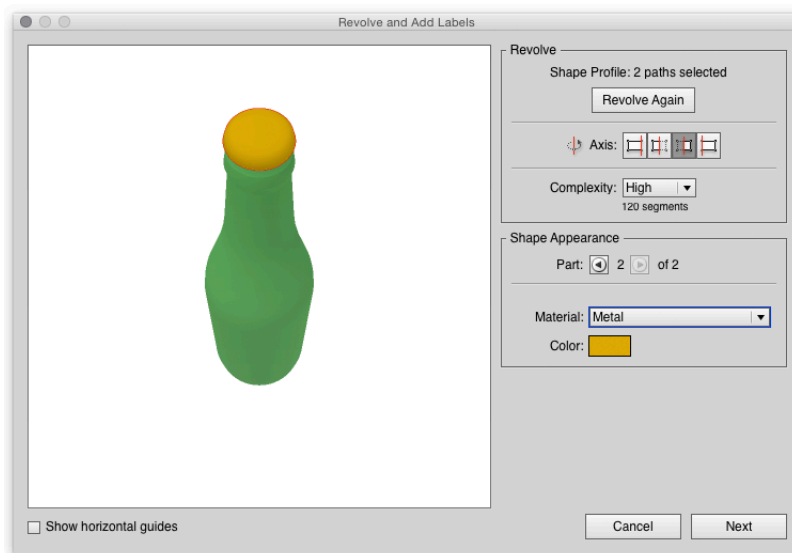 Revolve and Add Labels
Revolve
Shape Profile: 2 paths selected
Revolve Again
Axis:
Complexity: High
120 segments
Shape Appearance
Part: 2 of 2
Material: Metal
Color:
Show horizontal guides
Cancel
Next